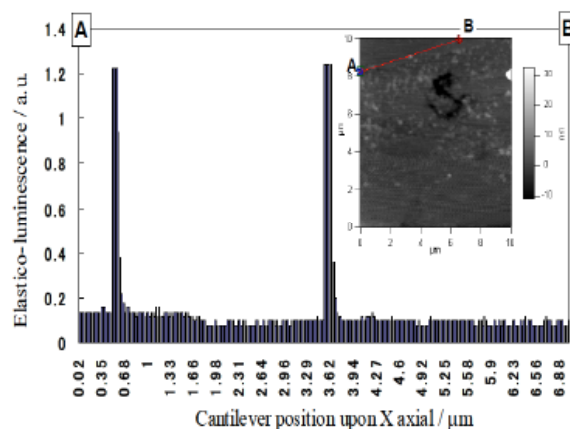 Elastico-luminescence / a.u.
1.4
1.2
1
0.8
0.6
0.4
0.2
0
A
B
A
B
10
8
6
4
2
0
µm
0 2 4 6 8 10
µm
30
20
10
0
-10
nm
0.02 0.35 0.68 1 1.33 1.66 1.98 2.31 2.64 2.96 3.29 3.62 3.94 4.27 4.6 4.92 5.25 5.58 5.9 6.23 6.56 6.88
Cantilever position upon X axial / µm